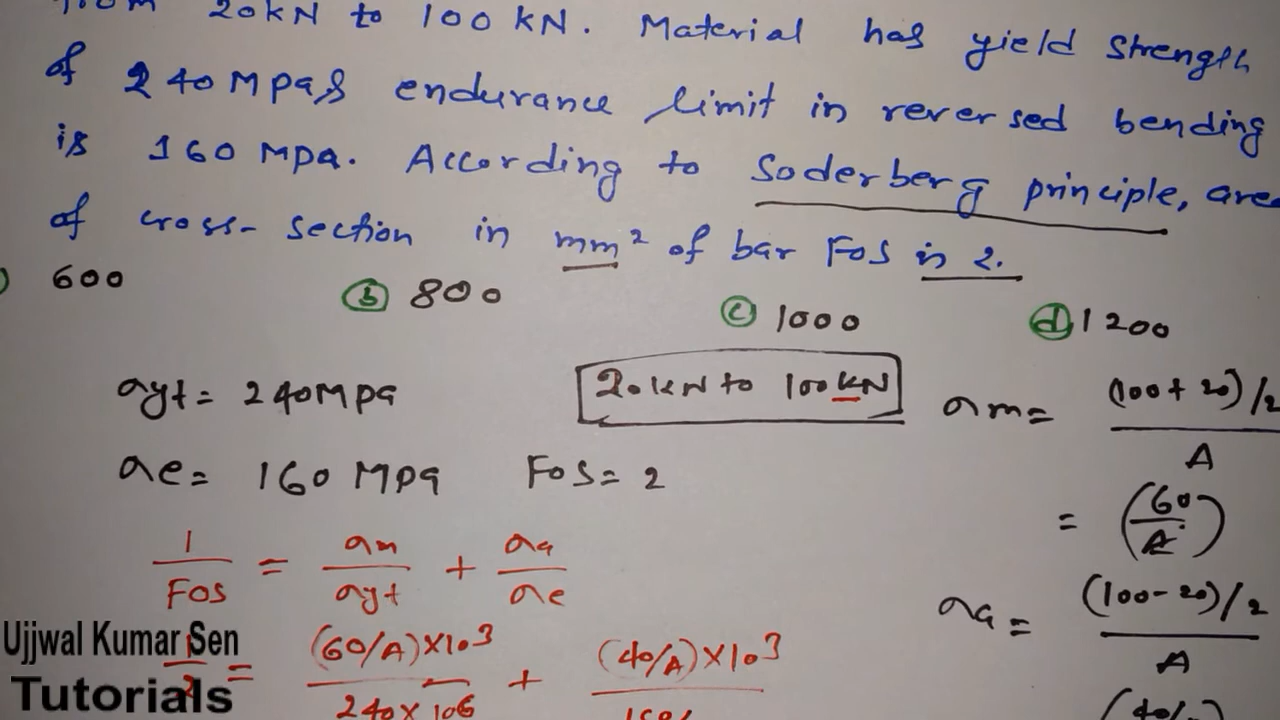 20kN to 100 kN. Material has yield strength
of 240 MPa & endurance limit in reversed bending
is 160 MPa. According to Soderberg principle, area
of cross-section in mm² of bar FOS is 2.
600 (b) 800 (c) 1000 (d) 1200
σyt = 240MPa
20kN to 100kN
σm = (100+20)/2 / A
σe = 160 MPa FOS = 2
= (60/A)
1/FOS = σm/σyt + σa/σe
σa = (100-20)/2 / A
1/2 = (60/A)×10³ / 240×10⁶ + (40/A)×10³
Ujjwal Kumar Sen
Tutorials